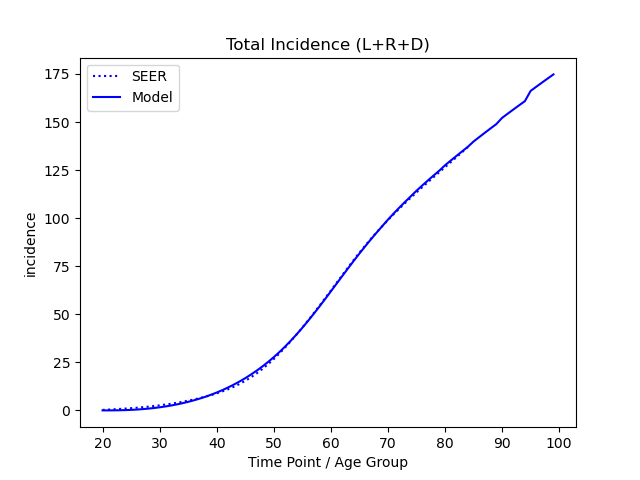 Total Incidence (L+R+D)
SEER
Model
175
150
125
100
75
50
25
0
incidence
20 30 40 50 60 70 80 90 100
Time Point / Age Group